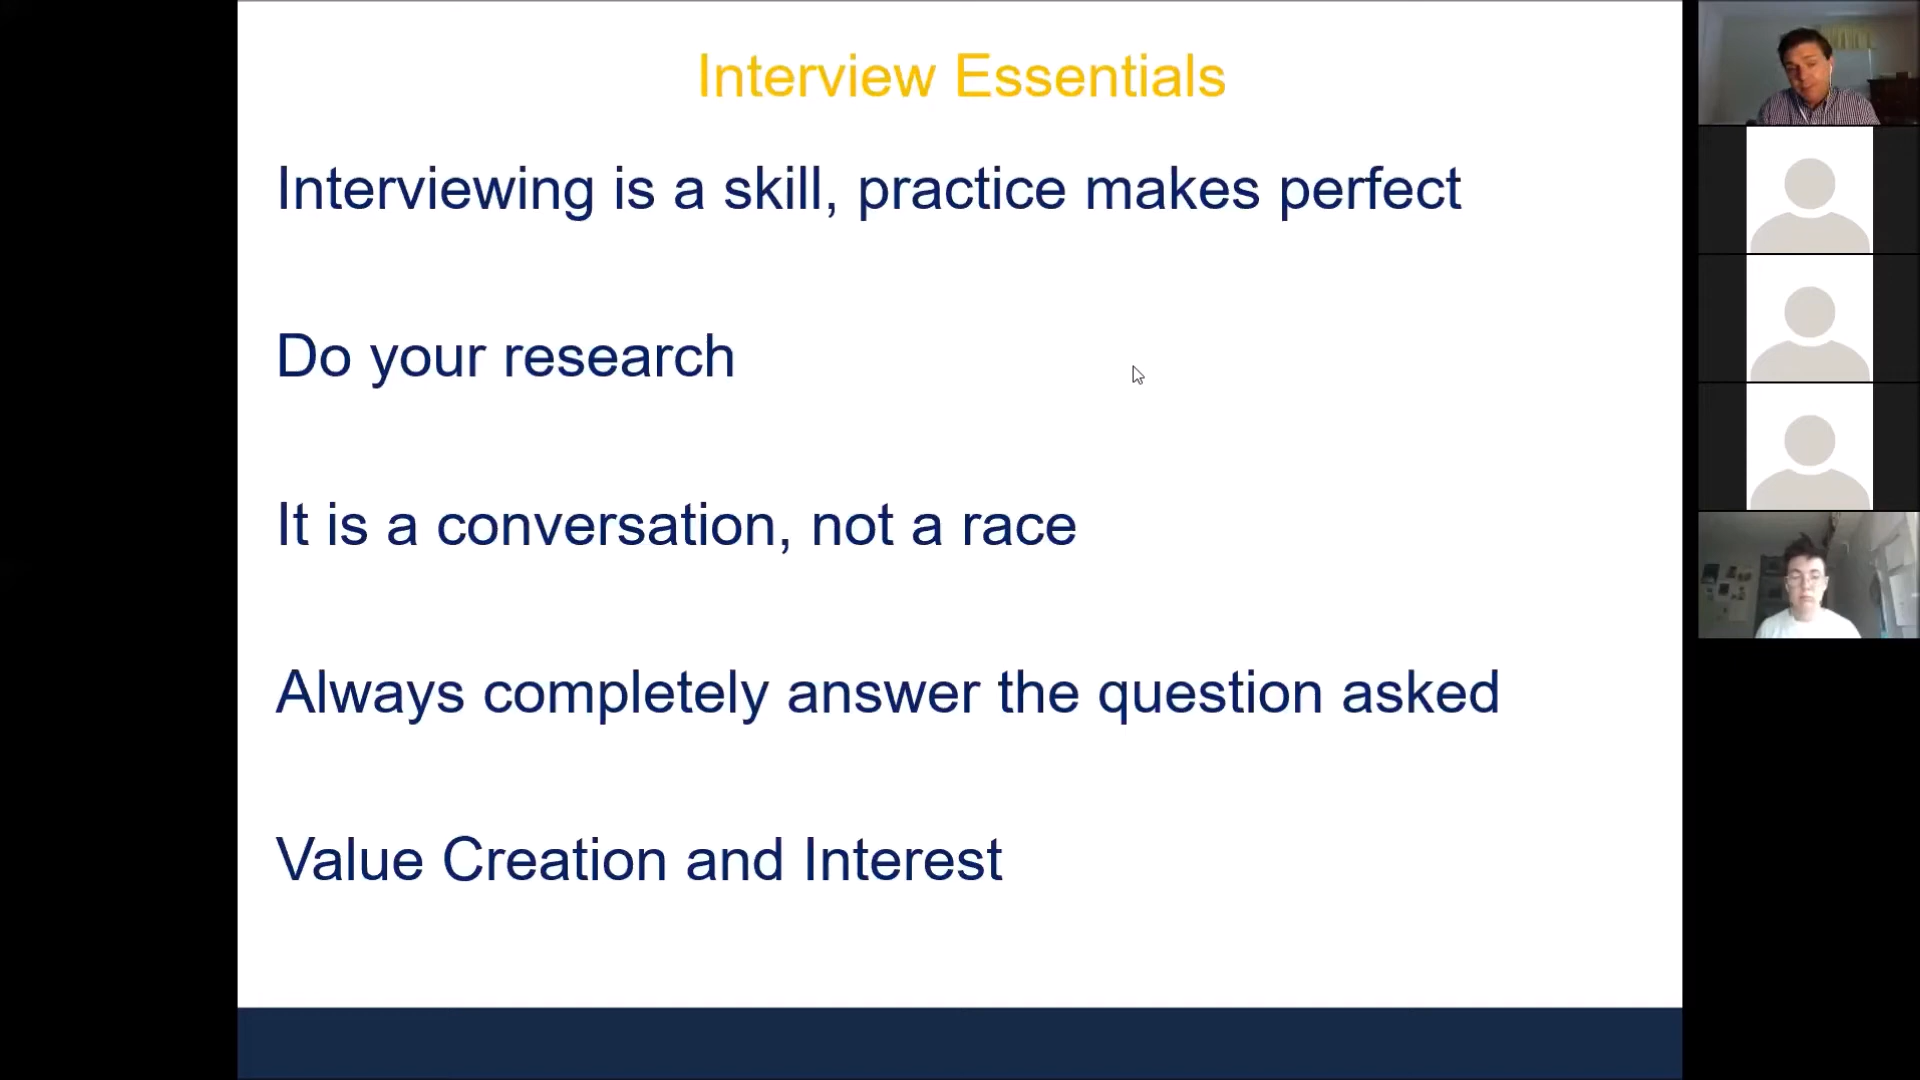 Interview Essentials
Interviewing is a skill, practice makes perfect
Do your research
It is a conversation, not a race
Always completely answer the question asked
Value Creation and Interest